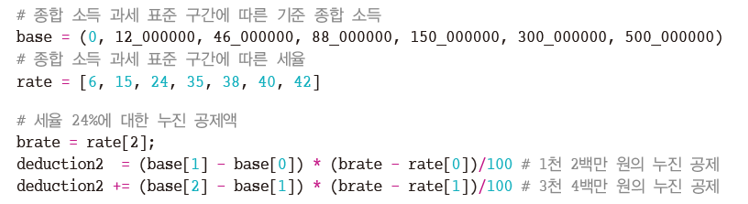 # 종합 소득 과세 표준 구간에 따른 기준 종합 소득
base = (0, 12_000000, 46_000000, 88_000000, 150_000000, 300_000000, 500_000000)
# 종합 소득 과세 표준 구간에 따른 세율
rate = [6, 15, 24, 35, 38, 40, 42]
# 세율 24%에 대한 누진 공제액
brate = rate[2];
deduction2  = (base[1] - base[0]) * (brate - rate[0])/100 # 1천 2백만 원의 누진 공제
deduction2 += (base[2] - base[1]) * (brate - rate[1])/100 # 3천 4백만 원의 누진 공제